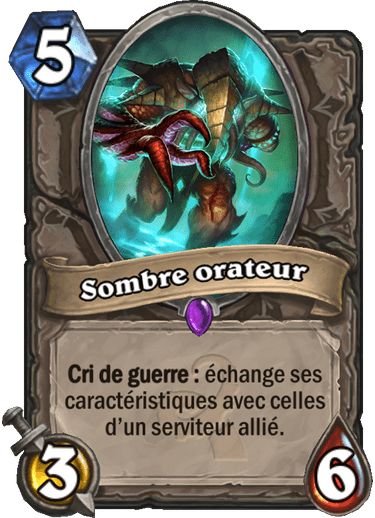 5
Sombre orateur
Cri de guerre : échange ses
caractéristiques avec celles
d'un serviteur allié.
3
6